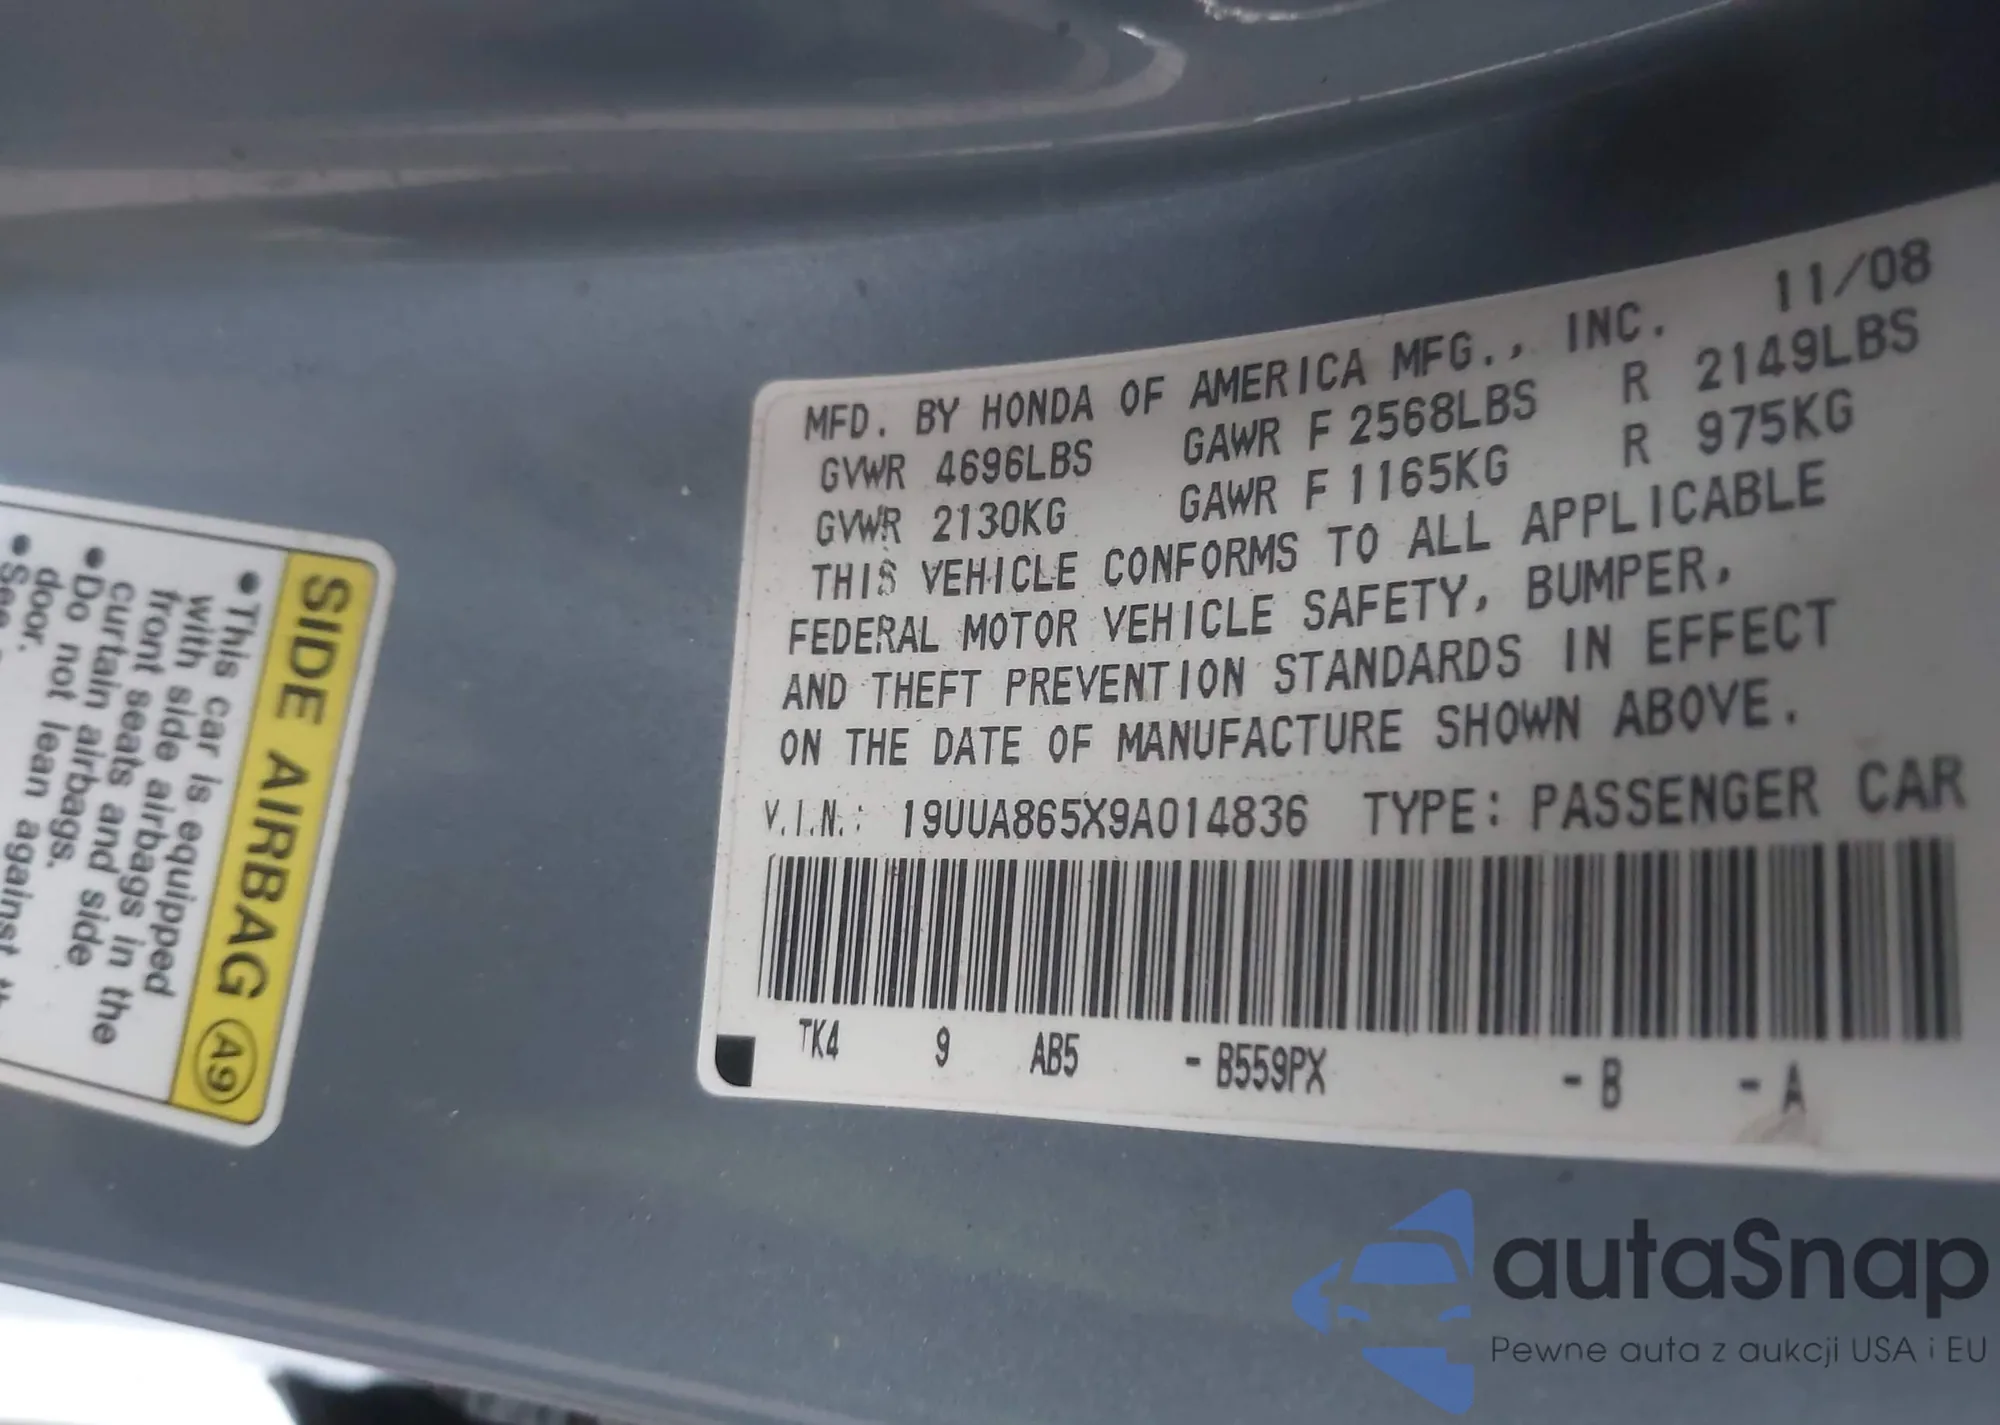 11/08
MFD. BY HONDA OF AMERICA MFG., INC.
GVWR 4696LBS GAWR F 2568LBS R 2149LBS
GVWR 2130KG GAWR F 1165KG R 975KG
THIS VEHICLE CONFORMS TO ALL APPLICABLE
FEDERAL MOTOR VEHICLE SAFETY, BUMPER,
AND THEFT PREVENTION STANDARDS IN EFFECT
ON THE DATE OF MANUFACTURE SHOWN ABOVE.
V.I.N.: 19UUA865X9A014836 TYPE: PASSENGER CAR
TK4 9 AB5 - B559PX - B - A
SIDE AIRBAG A9
• This car is equipped
with side airbags in the
front seats and side
curtain airbags.
• Do not lean against
door.
• See
autaSnap
Pewne auta z aukcji USA i EU